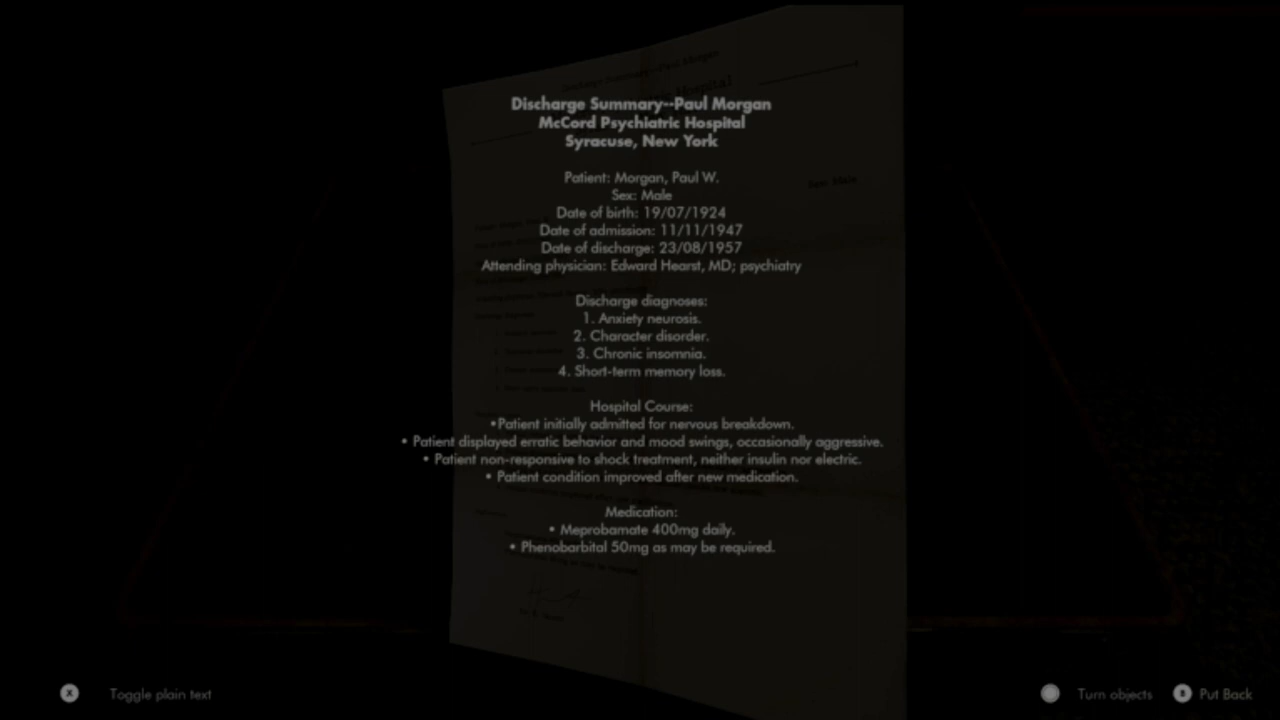 Discharge Summary--Paul Morgan
McCord Psychiatric Hospital
Syracuse, New York
Patient: Morgan, Paul W.
Sex: Male
Date of birth: 19/07/1924
Date of admission: 11/11/1947
Date of discharge: 23/08/1957
Attending physician: Edward Hearst, MD; psychiatry
Discharge diagnoses:
1. Anxiety neurosis.
2. Character disorder.
3. Chronic insomnia.
4. Short-term memory loss.
Hospital Course:
•Patient initially admitted for nervous breakdown.
• Patient displayed erratic behavior and mood swings, occasionally aggressive.
• Patient non-responsive to shock treatment, neither insulin nor electric.
• Patient condition improved after new medication.
Medication:
• Meprobamate 400mg daily.
• Phenobarbital 50mg as may be required.
X Toggle plain text
Turn objects
B Put Back